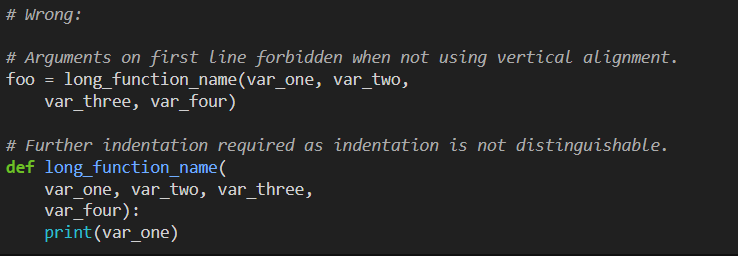 # Wrong:
# Arguments on first line forbidden when not using vertical alignment.
foo = long_function_name(var_one, var_two,
    var_three, var_four)
# Further indentation required as indentation is not distinguishable.
def long_function_name(
    var_one, var_two, var_three,
    var_four):
    print(var_one)